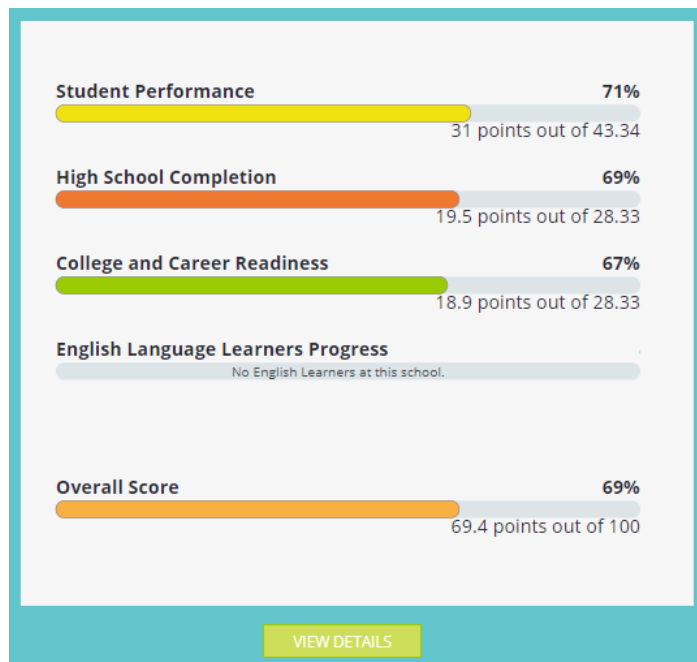 Student Performance 71%
31 points out of 43.34
High School Completion 69%
19.5 points out of 28.33
College and Career Readiness 67%
18.9 points out of 28.33
English Language Learners Progress
No English Learners at this school.
Overall Score 69%
69.4 points out of 100
VIEW DETAILS